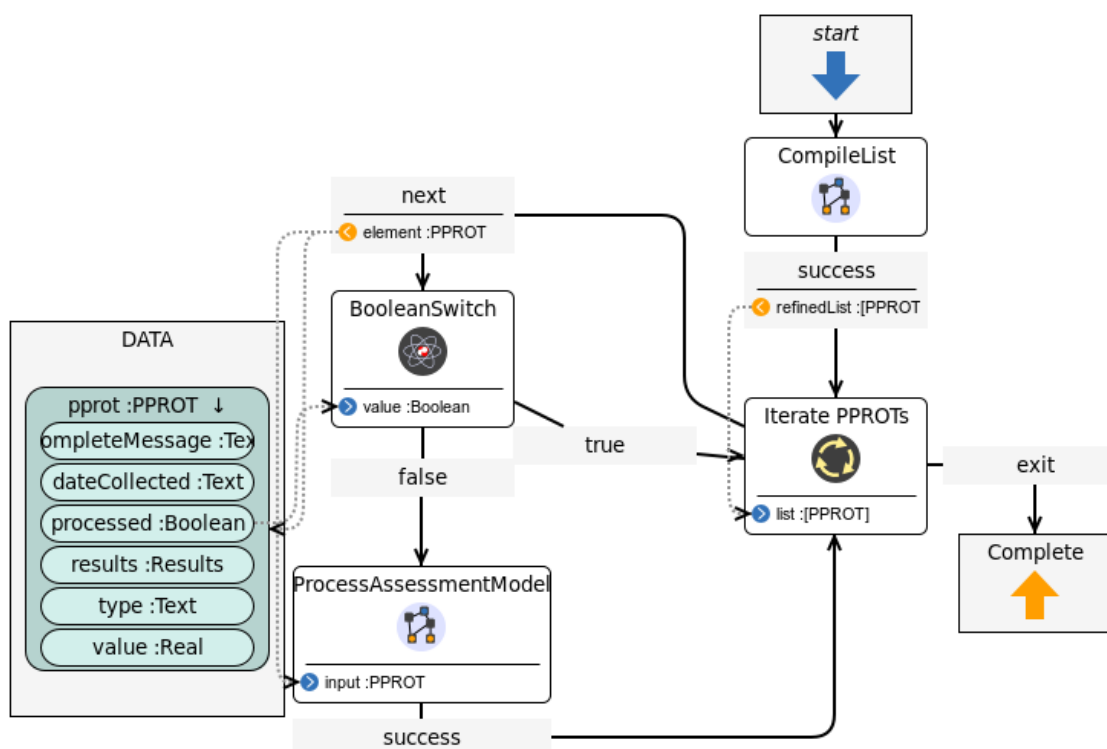 start
CompileList
success
refinedList :[PPROT
next
element :PPROT
BooleanSwitch
value :Boolean
true
false
Iterate PPROTs
list :[PPROT]
exit
Complete
DATA
pprot :PPROT ↓
ompleteMessage :Tex
dateCollected :Text
processed :Boolean
results :Results
type :Text
value :Real
ProcessAssessmentModel
input :PPROT
success